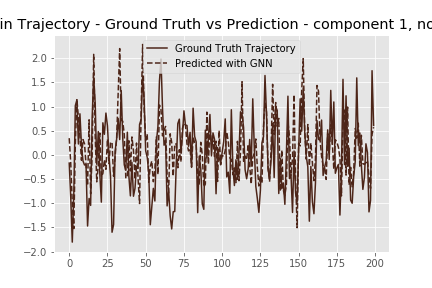 in Trajectory - Ground Truth vs Prediction - component 1, no
Ground Truth Trajectory
Predicted with GNN
2.0
1.5
1.0
0.5
0.0
−0.5
−1.0
−1.5
−2.0
0 25 50 75 100 125 150 175 200